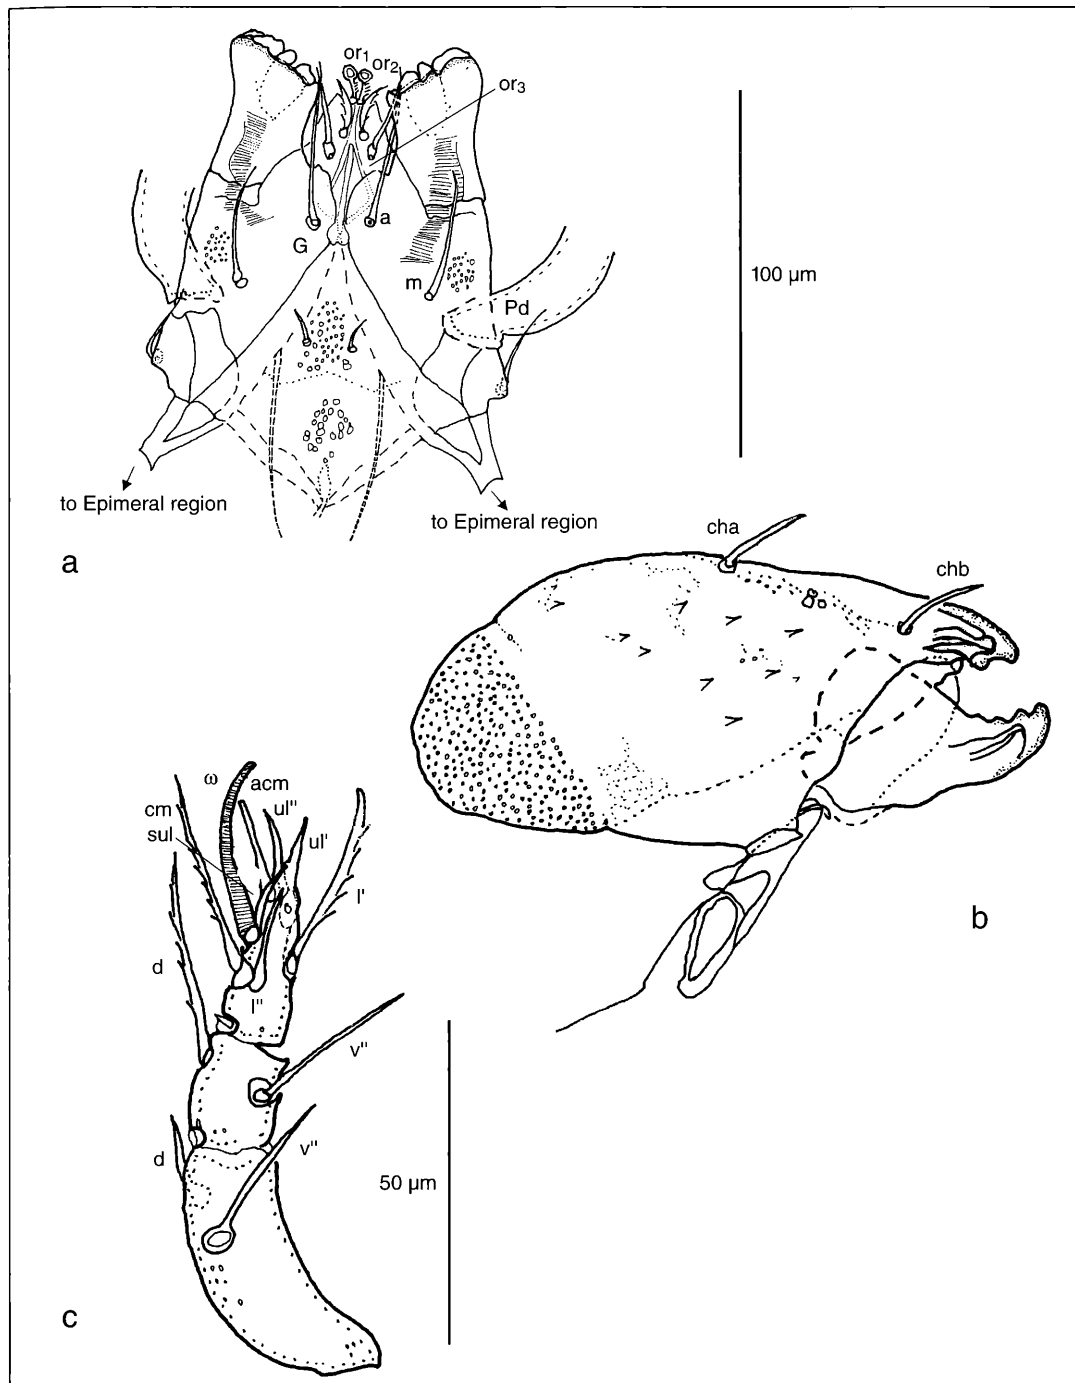 or1
or2
or3
a
G
m
Pd
100 µm
to Epimeral region
to Epimeral region
a
cha
chb
b
ω
acm
ul''
cm
sul
ul'
l'
d
l''
v''
v''
d
50 µm
c